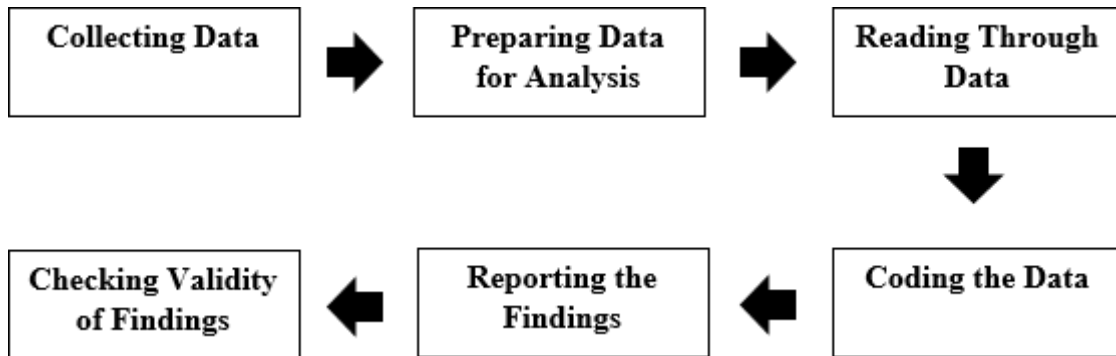 Collecting Data
Preparing Data
for Analysis
Reading Through
Data
Coding the Data
Reporting the
Findings
Checking Validity
of Findings